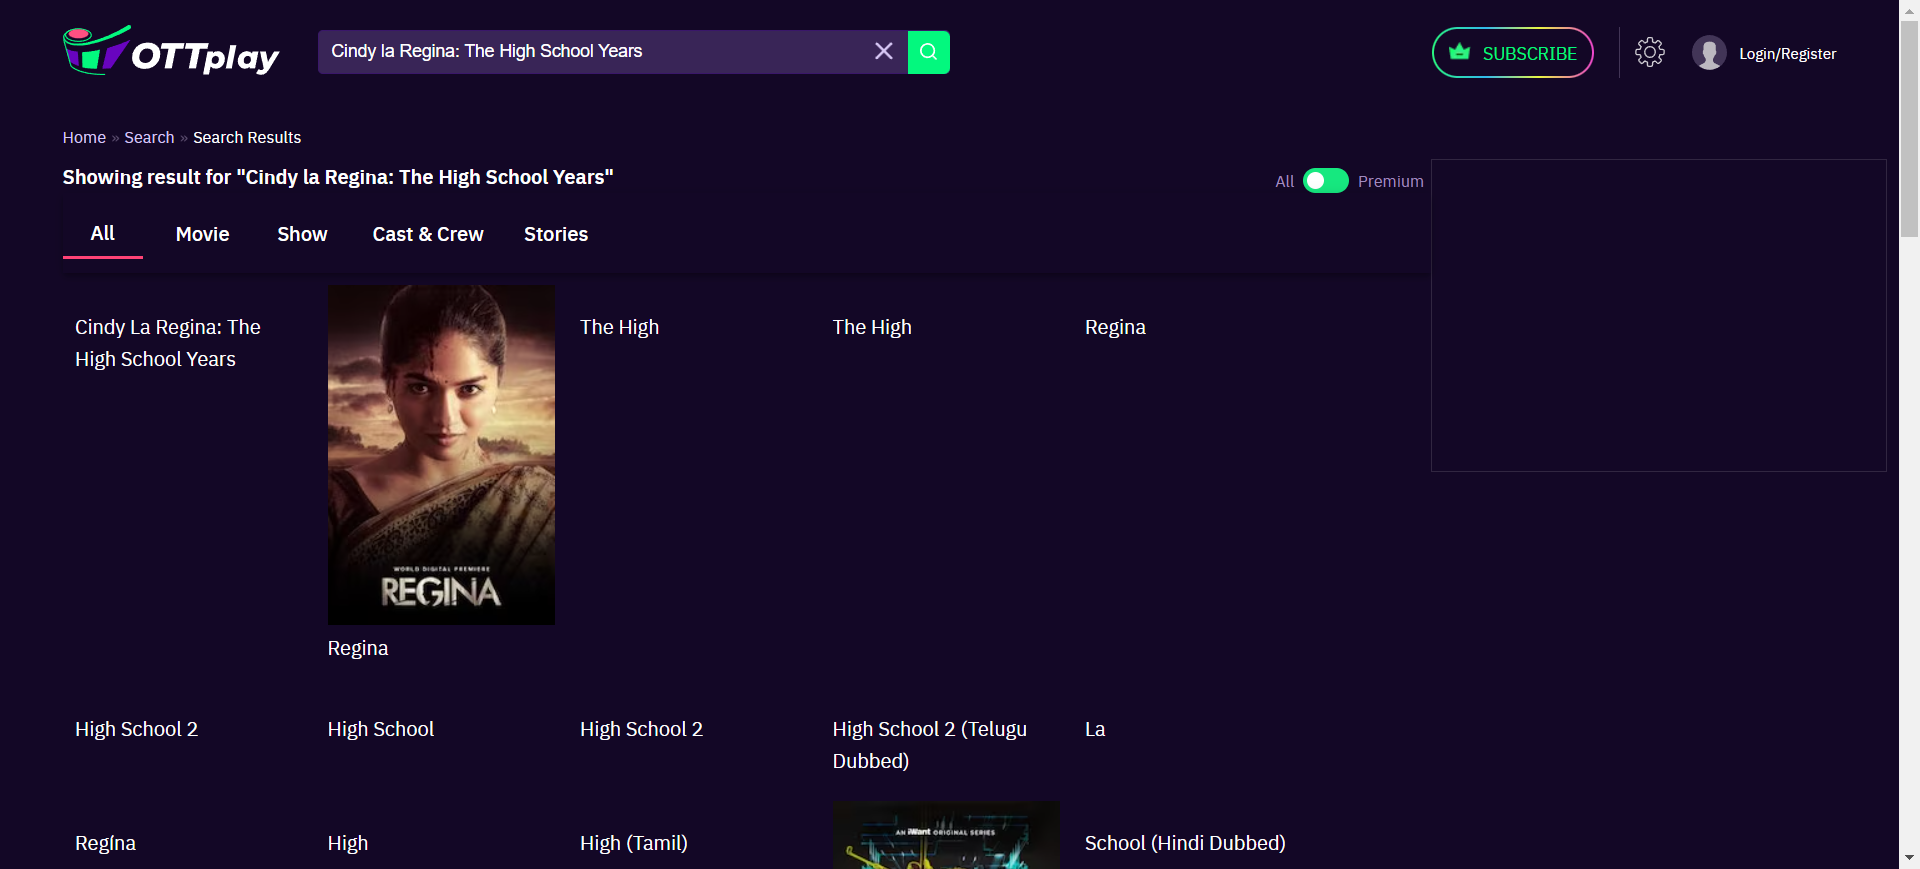 OTTplay
Cindy la Regina: The High School Years
SUBSCRIBE
Login/Register
Home » Search » Search Results
Showing result for "Cindy la Regina: The High School Years"
All
Premium
All
Movie
Show
Cast & Crew
Stories
Cindy La Regina: The
High School Years
WORLD DIGITAL PREMIERE
REGINA
Regina
The High
The High
Regina
High School 2
High School
High School 2
High School 2 (Telugu
Dubbed)
La
Regína
High
High (Tamil)
AN iWant ORIGINAL SERIES
School (Hindi Dubbed)